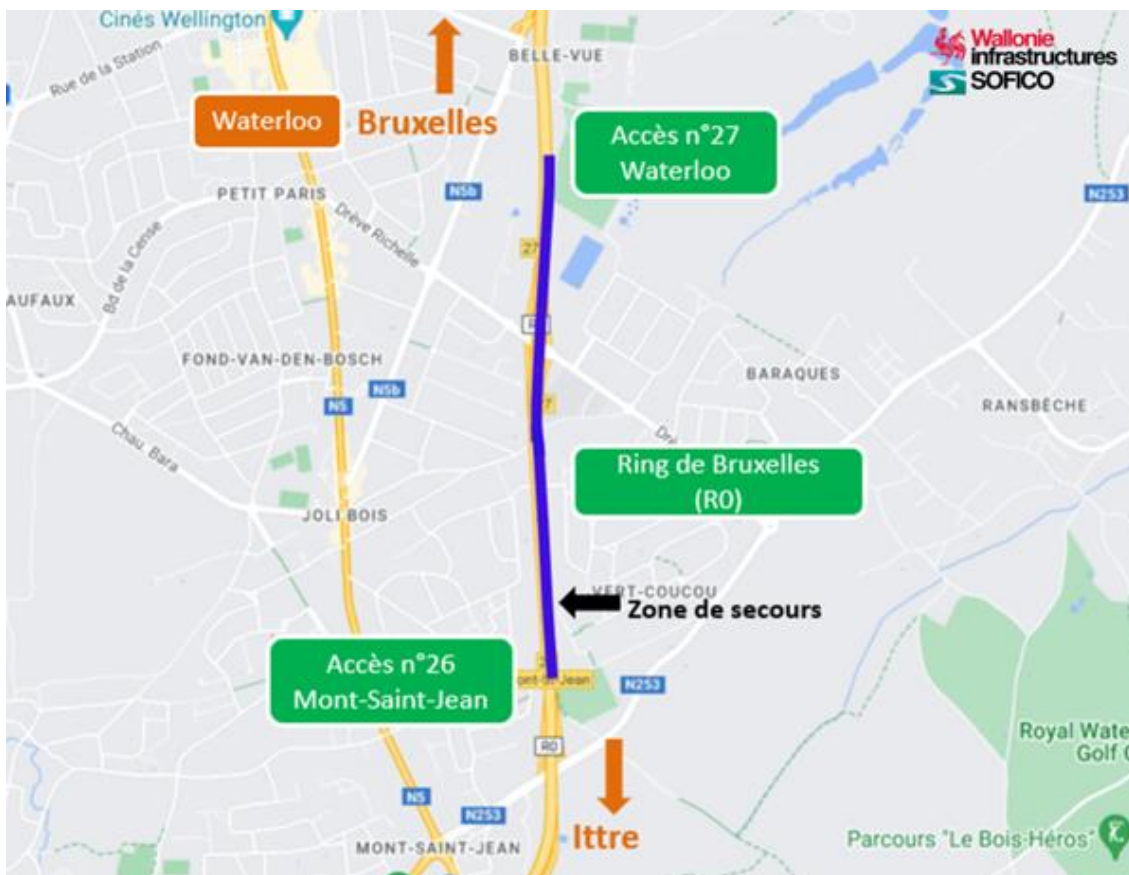 Cinés Wellington
Rue de la Station
BELLE-VUE
Wallonie
infrastructures
SOFICO
Waterloo
Bruxelles
Accès n°27
Waterloo
PETIT PARIS
N5b
N253
Drève Richelle
27
Bd de la Cense
AUFAUX
FOND-VAN-DEN-BOSCH
N5b
N5
BARAQUES
RANSBÈCHE
Chau. Bara
Ring de Bruxelles
(R0)
JOLI BOIS
VERT-COUCOU
Zone de secours
Accès n°26
Mont-Saint-Jean
N253
R0
Royal Wate
Golf C
N5
N253
Ittre
MONT-SAINT-JEAN
Parcours "Le Bois-Héros"